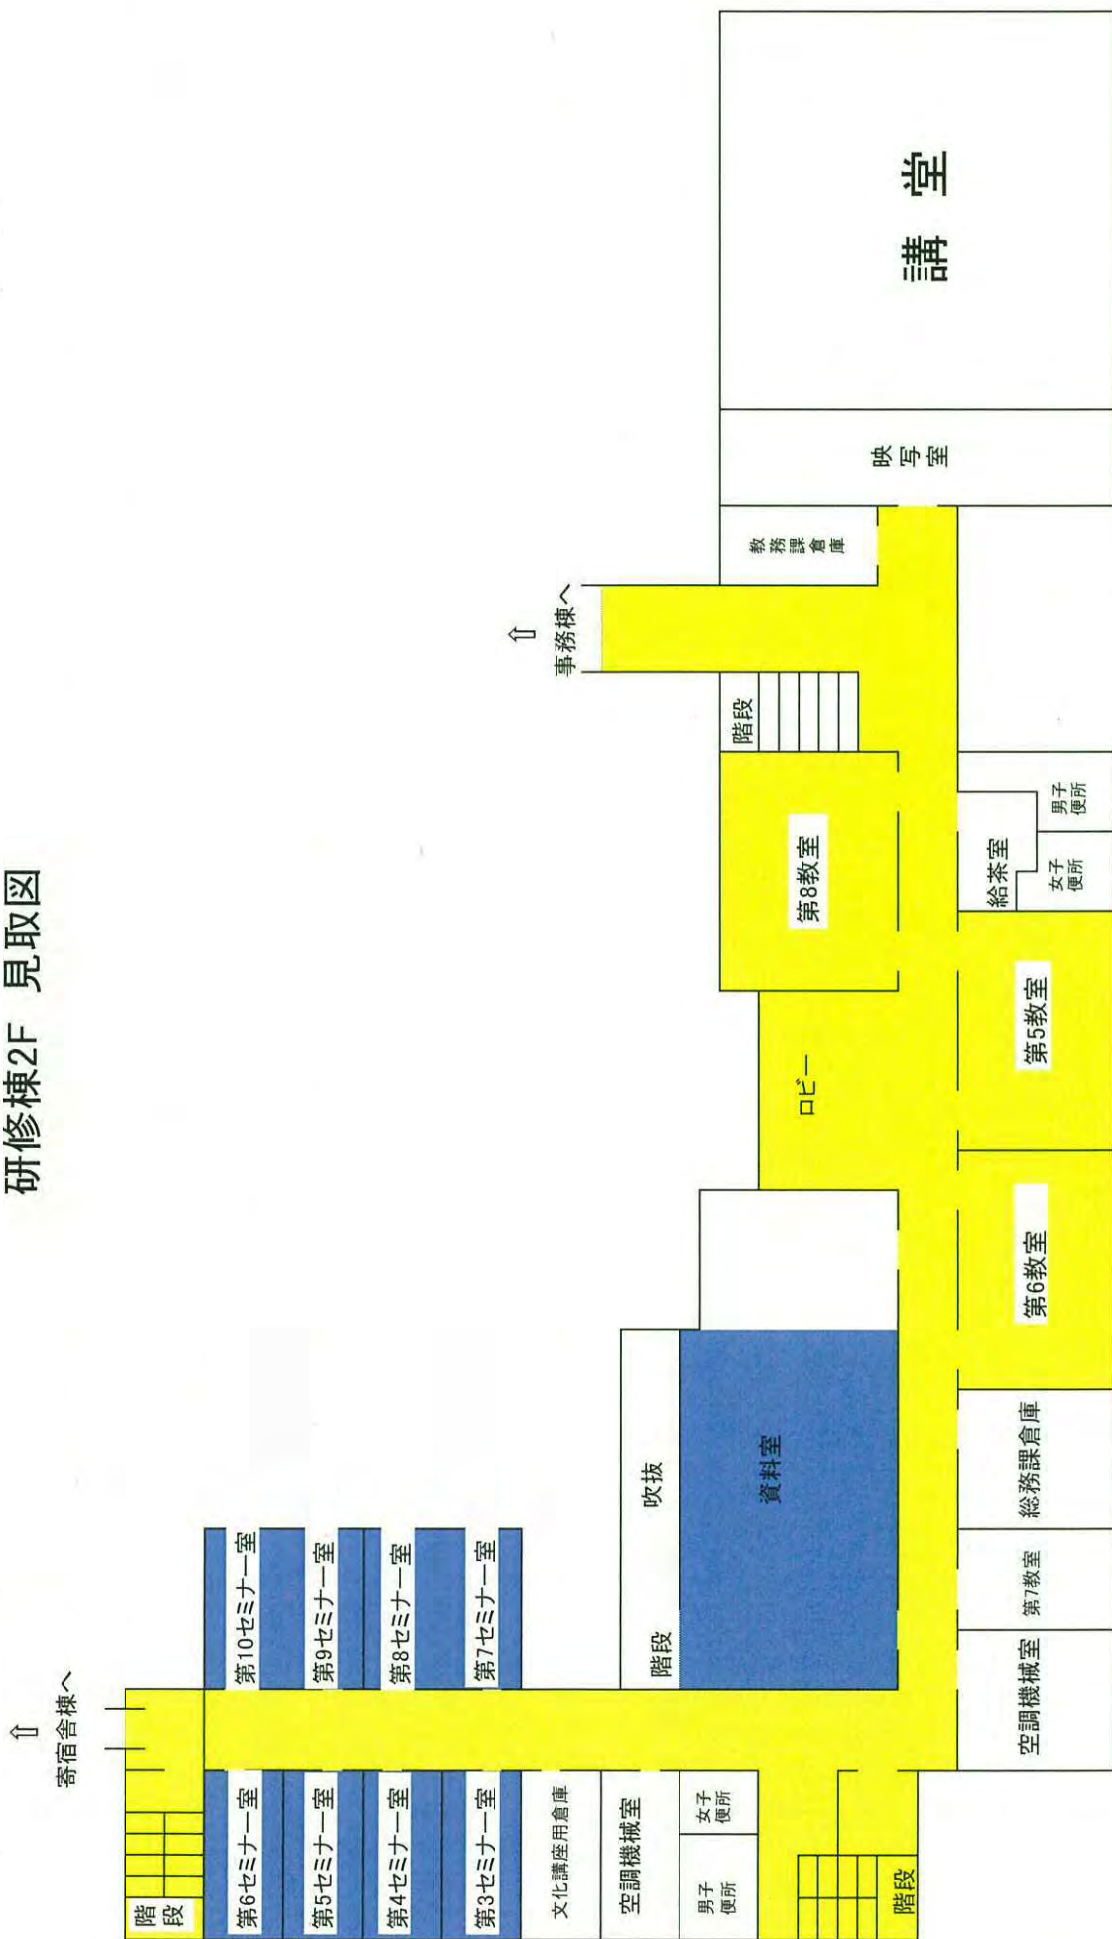 研修棟2F 見取図
⇧
寄宿舎棟へ
階段
第6セミナー室
第5セミナー室
第4セミナー室
第3セミナー室
文化講座用倉庫
空調機械室
男子
便所
女子
便所
階段
第10セミナー室
第9セミナー室
第8セミナー室
第7セミナー室
階段
吹抜
資料室
空調機械室
第7教室
総務課倉庫
第6教室
第5教室
ロビー
第8教室
給茶室
女子
便所
男子
便所
階段
⇧
事務棟へ
教務課倉庫
映写室
講 堂